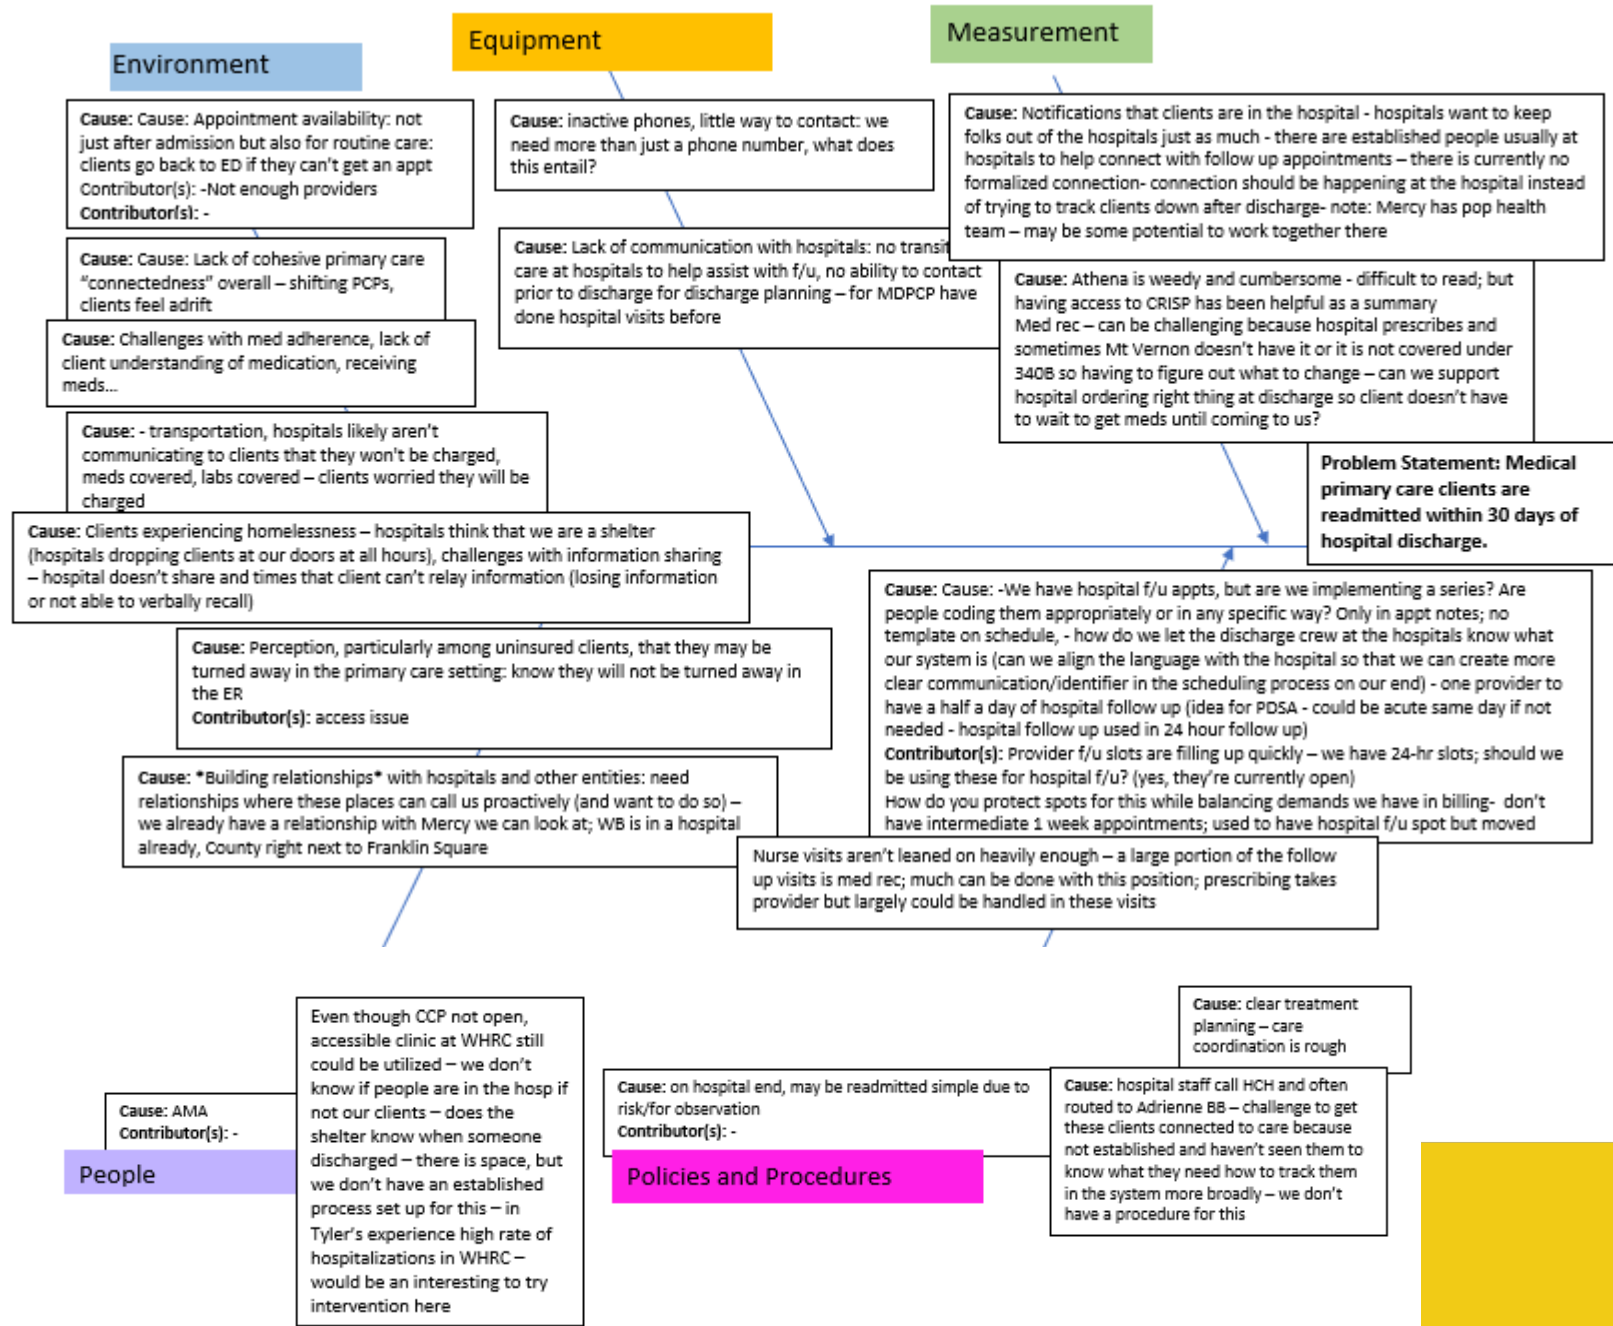 Environment
Equipment
Measurement
Cause: Cause: Appointment availability: not
just after admission but also for routine care:
clients go back to ED if they can't get an appt
Contributor(s): -Not enough providers
Contributor(s): -
Cause: Cause: Lack of cohesive primary care
“connectedness” overall – shifting PCPs,
clients feel adrift
Cause: Challenges with med adherence, lack of
client understanding of medication, receiving
meds...
Cause: - transportation, hospitals likely aren't
communicating to clients that they won't be charged,
meds covered, labs covered – clients worried they will be
charged
Cause: Clients experiencing homelessness – hospitals think that we are a shelter
(hospitals dropping clients at our doors at all hours), challenges with information sharing
– hospital doesn't share and times that client can't relay information (losing information
or not able to verbally recall)
Cause: Perception, particularly among uninsured clients, that they may be
turned away in the primary care setting: know they will not be turned away in
the ER
Contributor(s): access issue
Cause: *Building relationships* with hospitals and other entities: need
relationships where these places can call us proactively (and want to do so) –
we already have a relationship with Mercy we can look at; WB is in a hospital
already, County right next to Franklin Square
Cause: inactive phones, little way to contact: we
need more than just a phone number, what does
this entail?
Cause: Lack of communication with hospitals: no transit
care at hospitals to help assist with f/u, no ability to contact
prior to discharge for discharge planning – for MDPCP have
done hospital visits before
Cause: Notifications that clients are in the hospital - hospitals want to keep
folks out of the hospitals just as much - there are established people usually at
hospitals to help connect with follow up appointments – there is currently no
formalized connection- connection should be happening at the hospital instead
of trying to track clients down after discharge- note: Mercy has pop health
team – may be some potential to work together there
Cause: Athena is weedy and cumbersome - difficult to read; but
having access to CRISP has been helpful as a summary
Med rec – can be challenging because hospital prescribes and
sometimes Mt Vernon doesn't have it or it is not covered under
340B so having to figure out what to change – can we support
hospital ordering right thing at discharge so client doesn't have
to wait to get meds until coming to us?
Problem Statement: Medical
primary care clients are
readmitted within 30 days of
hospital discharge.
Cause: Cause: -We have hospital f/u appts, but are we implementing a series? Are
people coding them appropriately or in any specific way? Only in appt notes; no
template on schedule, - how do we let the discharge crew at the hospitals know what
our system is (can we align the language with the hospital so that we can create more
clear communication/identifier in the scheduling process on our end) - one provider to
have a half a day of hospital follow up (idea for PDSA - could be acute same day if not
needed - hospital follow up used in 24 hour follow up)
Contributor(s): Provider f/u slots are filling up quickly – we have 24-hr slots; should we
be using these for hospital f/u? (yes, they're currently open)
How do you protect spots for this while balancing demands we have in billing- don't
have intermediate 1 week appointments; used to have hospital f/u spot but moved
Nurse visits aren't leaned on heavily enough – a large portion of the follow
up visits is med rec; much can be done with this position; prescribing takes
provider but largely could be handled in these visits
Cause: AMA
Contributor(s): -
People
Even though CCP not open,
accessible clinic at WHRC still
could be utilized – we don't
know if people are in the hosp if
not our clients – does the
shelter know when someone
discharged – there is space, but
we don't have an established
process set up for this – in
Tyler's experience high rate of
hospitalizations in WHRC –
would be an interesting to try
intervention here
Cause: on hospital end, may be readmitted simple due to
risk/for observation
Contributor(s): -
Policies and Procedures
Cause: clear treatment
planning – care
coordination is rough
Cause: hospital staff call HCH and often
routed to Adrienne BB – challenge to get
these clients connected to care because
not established and haven't seen them to
know what they need how to track them
in the system more broadly – we don't
have a procedure for this